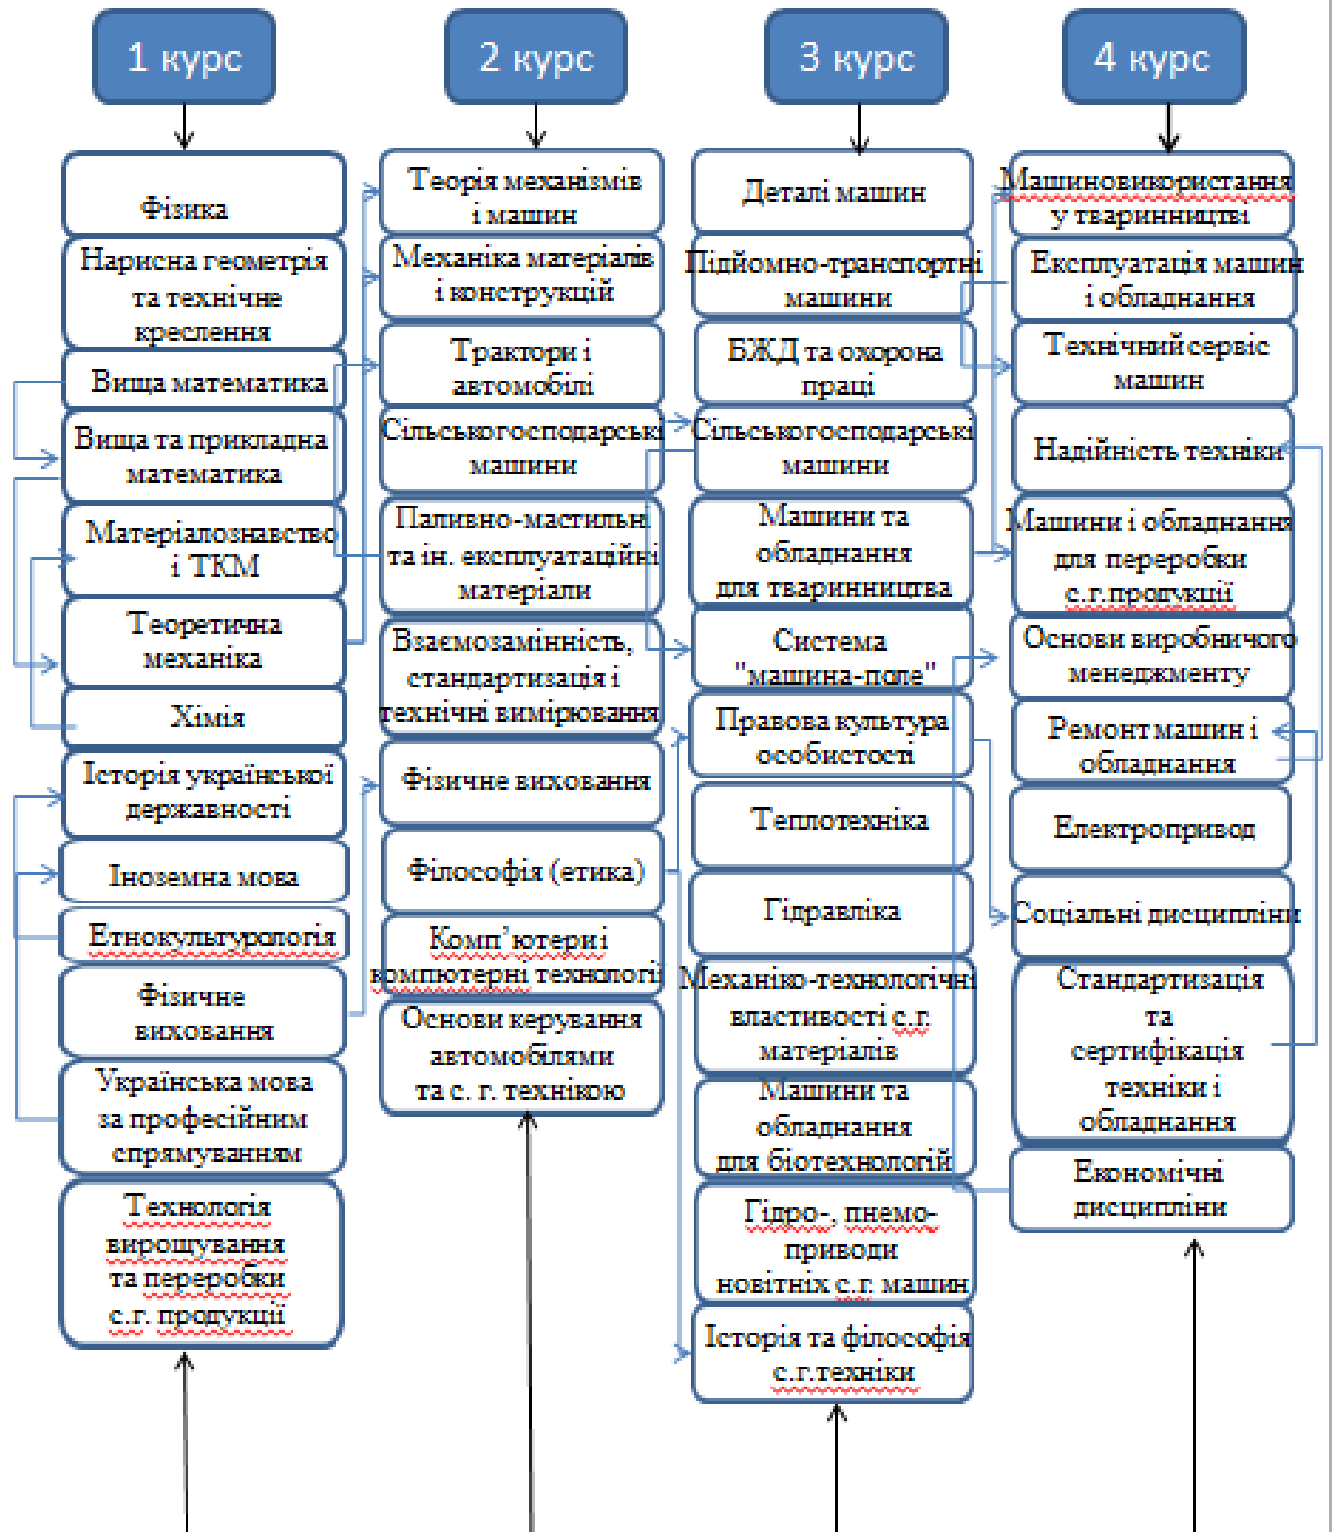 1 курс
2 курс
3 курс
4 курс
Фізика
Нарисна геометрія
та технічне
креслення
Вища математика
Вища та прикладна
математика
Матеріалознавство
і ТКМ
Теоретична
механіка
Хімія
Історія української
державності
Іноземна мова
Етнокультурологія
Фізичне
виховання
Українська мова
за професійним
спрямуванням
Технологія
вирощування
та переробки
с.г. продукції
Теорія механізмів
і машин
Механіка матеріалів
і конструкцій
Трактори і
автомобілі
Сільськогосподарські
машини
Паливно-мастильні
та ін. експлуатаційні
матеріали
Взаємозамінність,
стандартизація і
технічні вимірювання
Фізичне виховання
Філософія (етика)
Комп’ютери і
компютерні технології
Основи керування
автомобілями
та с. г. технікою
Деталі машин
Підйомно-транспортні
машини
БЖД та охорона
праці
Сільськогосподарські
машини
Машини та
обладнання
для тваринництва
Система
"машина-поле"
Правова культура
особистості
Теплотехніка
Гідравліка
Механіко-технологічні
властивості с.г.
матеріалів
Машини та
обладнання
для біотехнологій
Гідро-, пнемо-
приводи
новітніх с.г. машин
Історія та філософія
с.г.техніки
Машиновикористання
у тваринництві
Експлуатація машин
і обладнання
Технічний сервіс
машин
Надійність техніки
Машини і обладнання
для переробки
с.г.продукції
Основи виробничого
менеджменту
Ремонт машин і
обладнання
Електропривод
Соціальні дисципліни
Стандартизація
та
сертифікація
техніки і
обладнання
Економічні
дисципліни